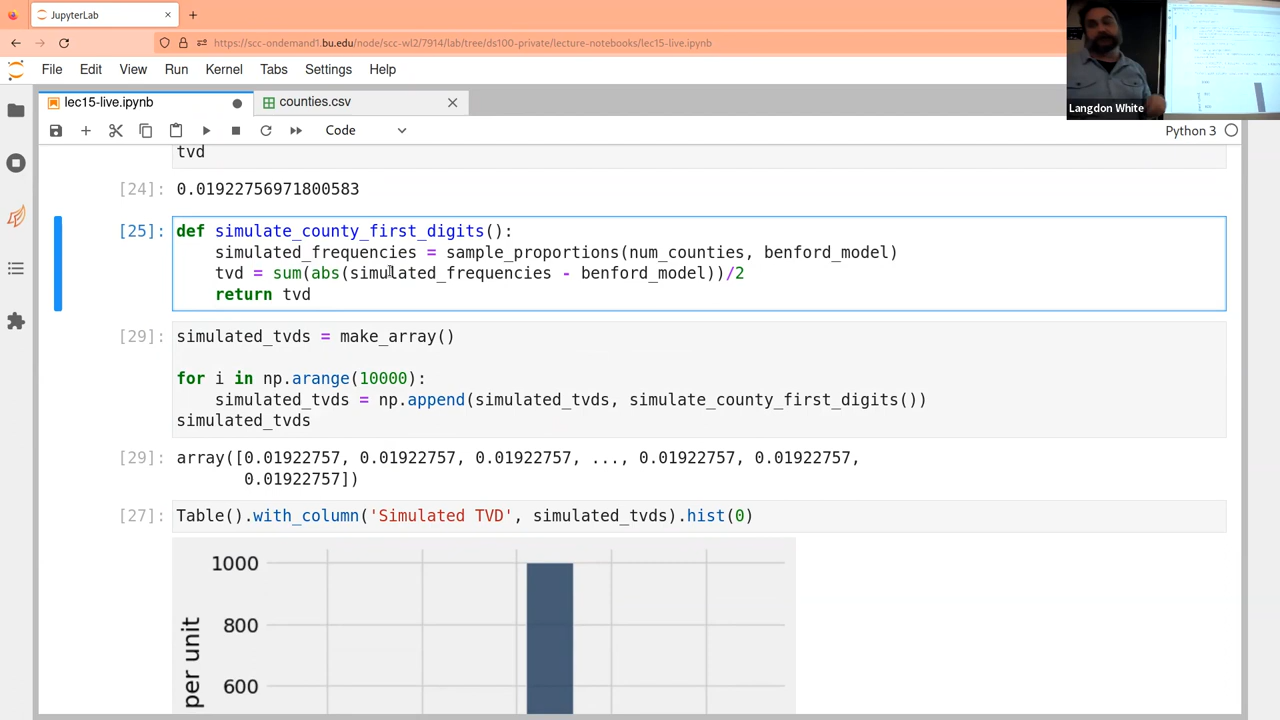 JupyterLab
https://scc-ondemand1.bu.edu/node/scc-wl2/7914/lab/tree/ds100-private/lecture-notebooks/lec15-live.ipynb
File Edit View Run Kernel Tabs Settings Help
Langdon White
lec15-live.ipynb
counties.csv
Code
Python 3
tvd
[24]: 0.01922756971800583
[25]: def simulate_county_first_digits():
simulated_frequencies = sample_proportions(num_counties, benford_model)
tvd = sum(abs(simulated_frequencies - benford_model))/2
return tvd
[29]: simulated_tvds = make_array()
for i in np.arange(10000):
simulated_tvds = np.append(simulated_tvds, simulate_county_first_digits())
simulated_tvds
[29]: array([0.01922757, 0.01922757, 0.01922757, ..., 0.01922757, 0.01922757,
0.01922757])
[27]: Table().with_column('Simulated TVD', simulated_tvds).hist(0)
1000
800
600
per unit